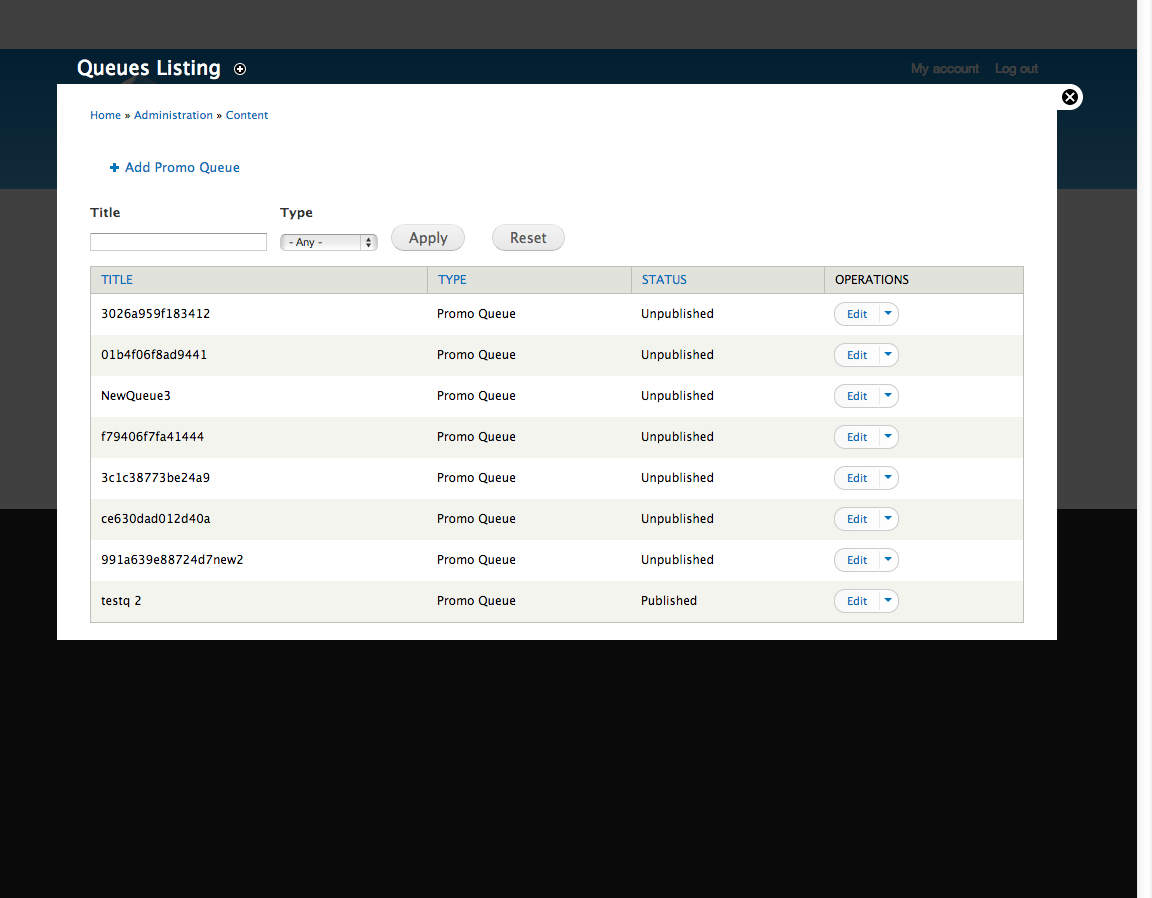 Queues Listing
My account Log out
Home » Administration » Content
Add Promo Queue
Title Type
- Any - Apply Reset
TITLE TYPE STATUS OPERATIONS
3026a959f183412 Promo Queue Unpublished Edit
01b4f06f8ad9441 Promo Queue Unpublished Edit
NewQueue3 Promo Queue Unpublished Edit
f79406f7fa41444 Promo Queue Unpublished Edit
3c1c38773be24a9 Promo Queue Unpublished Edit
ce630dad012d40a Promo Queue Unpublished Edit
991a639e88724d7new2 Promo Queue Unpublished Edit
testq 2 Promo Queue Published Edit